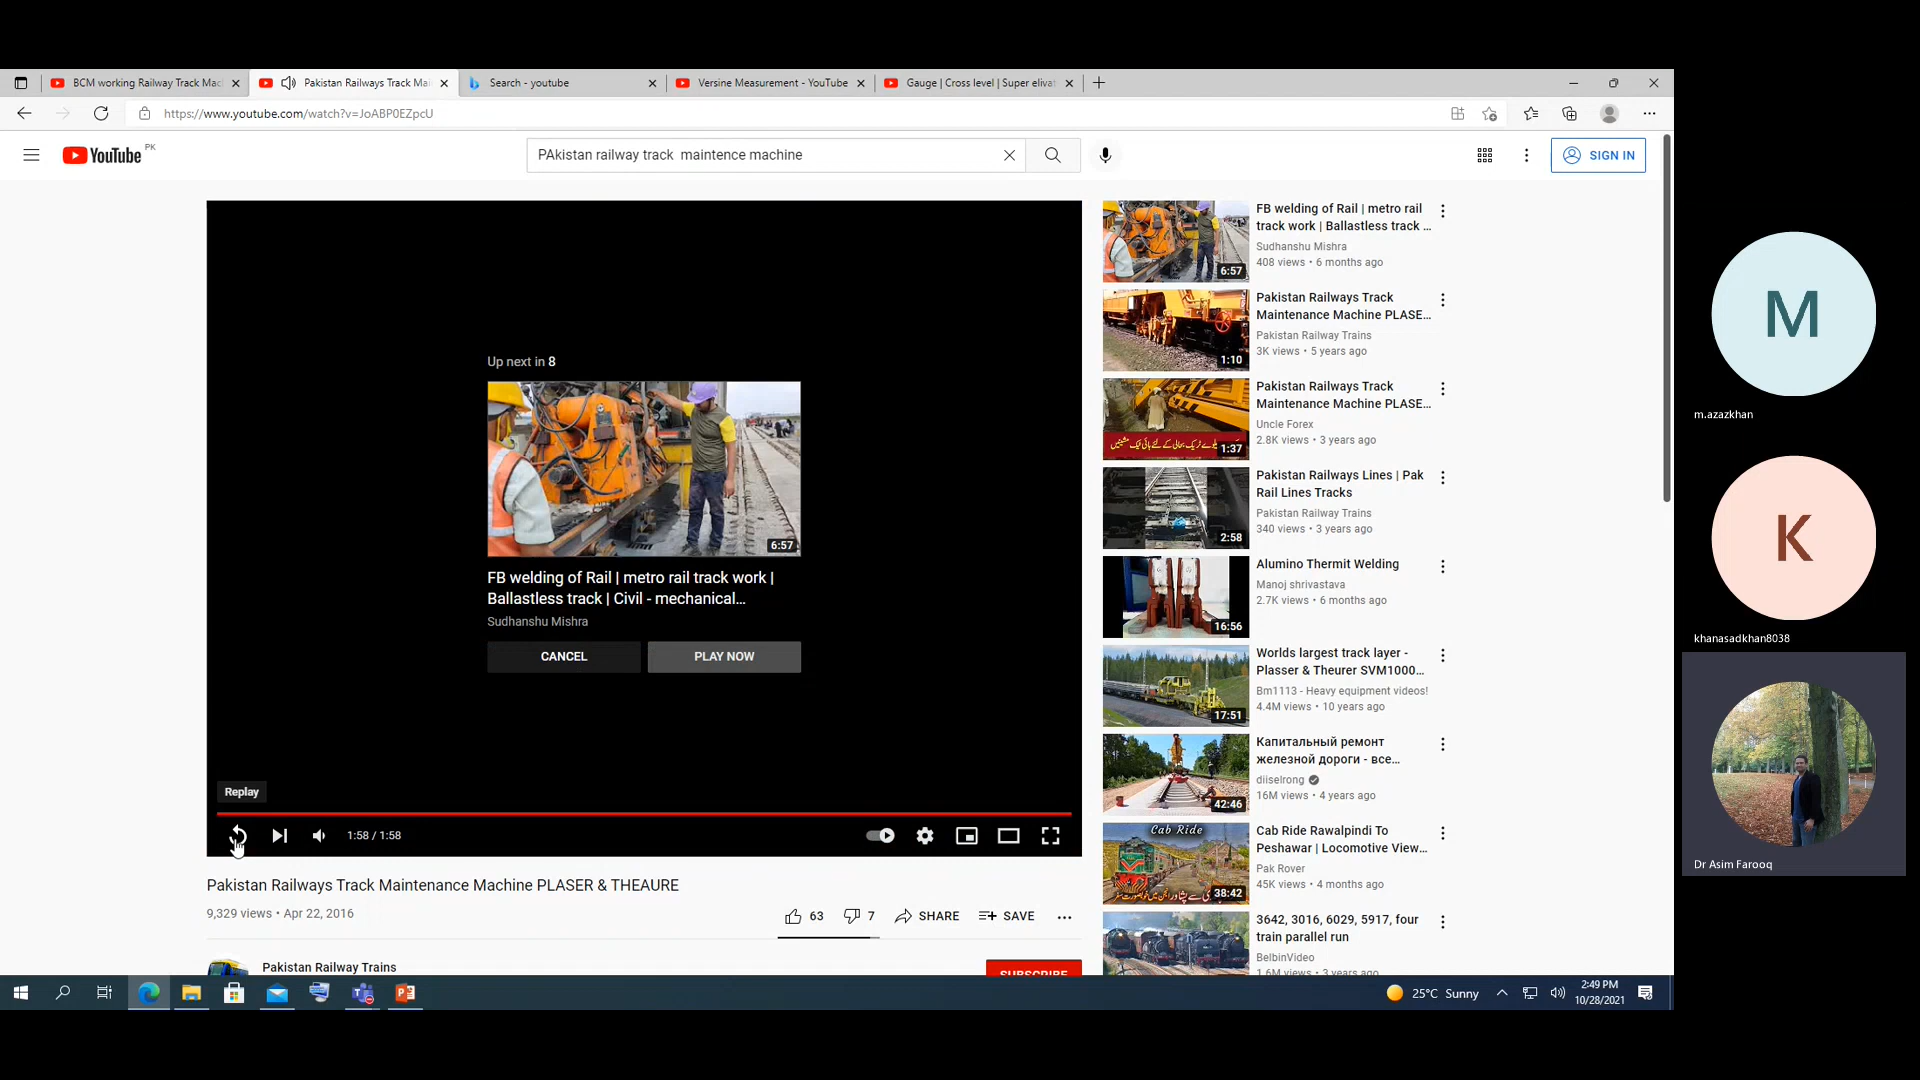 BCM working Railway Track Mac
Pakistan Railways Track Mai
Search - youtube
Versine Measurement - YouTube
Gauge | Cross level | Super elivat
https://www.youtube.com/watch?v=JoABP0EZpcU
YouTube PK
PAkistan railway track  maintence machine
SIGN IN
Up next in 8
6:57
FB welding of Rail | metro rail track work |
Ballastless track | Civil - mechanical...
Sudhanshu Mishra
CANCEL
PLAY NOW
Replay
1:58 / 1:58
Pakistan Railways Track Maintenance Machine PLASER & THEAURE
9,329 views • Apr 22, 2016
63
7
SHARE
SAVE
Pakistan Railway Trains
SUBSCRIBE
FB welding of Rail | metro rail
track work | Ballastless track ...
Sudhanshu Mishra
408 views • 6 months ago
6:57
Pakistan Railways Track
Maintenance Machine PLASE...
Pakistan Railway Trains
3K views • 5 years ago
1:10
Pakistan Railways Track
Maintenance Machine PLASE...
Uncle Forex
2.8K views • 3 years ago
1:37
Pakistan Railways Lines | Pak
Rail Lines Tracks
Pakistan Railway Trains
340 views • 3 years ago
2:58
Alumino Thermit Welding
Manoj shrivastava
2.7K views • 6 months ago
16:56
Worlds largest track layer -
Plasser & Theurer SVM1000...
Bm1113 - Heavy equipment videos!
4.4M views • 10 years ago
17:51
Капитальный ремонт
железной дороги - все...
diiselrong
16M views • 4 years ago
42:46
Cab Ride
Cab Ride Rawalpindi To
Peshawar | Locomotive View...
Pak Rover
45K views • 4 months ago
38:42
3642, 3016, 6029, 5917, four
train parallel run
BelbinVideo
1.6M views • 3 years ago
M
m.azazkhan
K
khanasadkhan8038
Dr Asim Farooq
25°C Sunny
2:49 PM
10/28/2021